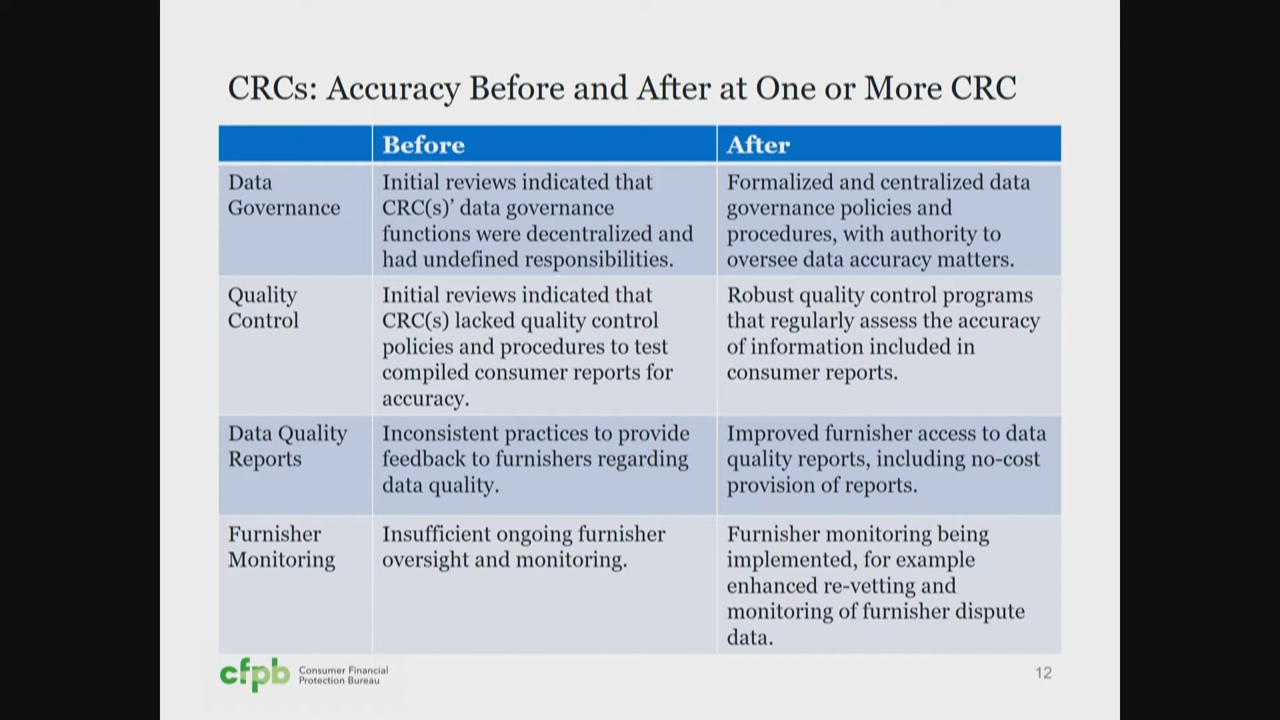 CRCs: Accuracy Before and After at One or More CRC
Before
After
Data
Governance
Initial reviews indicated that
CRC(s)’ data governance
functions were decentralized and
had undefined responsibilities.
Formalized and centralized data
governance policies and
procedures, with authority to
oversee data accuracy matters.
Quality
Control
Initial reviews indicated that
CRC(s) lacked quality control
policies and procedures to test
compiled consumer reports for
accuracy.
Robust quality control programs
that regularly assess the accuracy
of information included in
consumer reports.
Data Quality
Reports
Inconsistent practices to provide
feedback to furnishers regarding
data quality.
Improved furnisher access to data
quality reports, including no-cost
provision of reports.
Furnisher
Monitoring
Insufficient ongoing furnisher
oversight and monitoring.
Furnisher monitoring being
implemented, for example
enhanced re-vetting and
monitoring of furnisher dispute
data.
cfpb
Consumer Financial
Protection Bureau
12